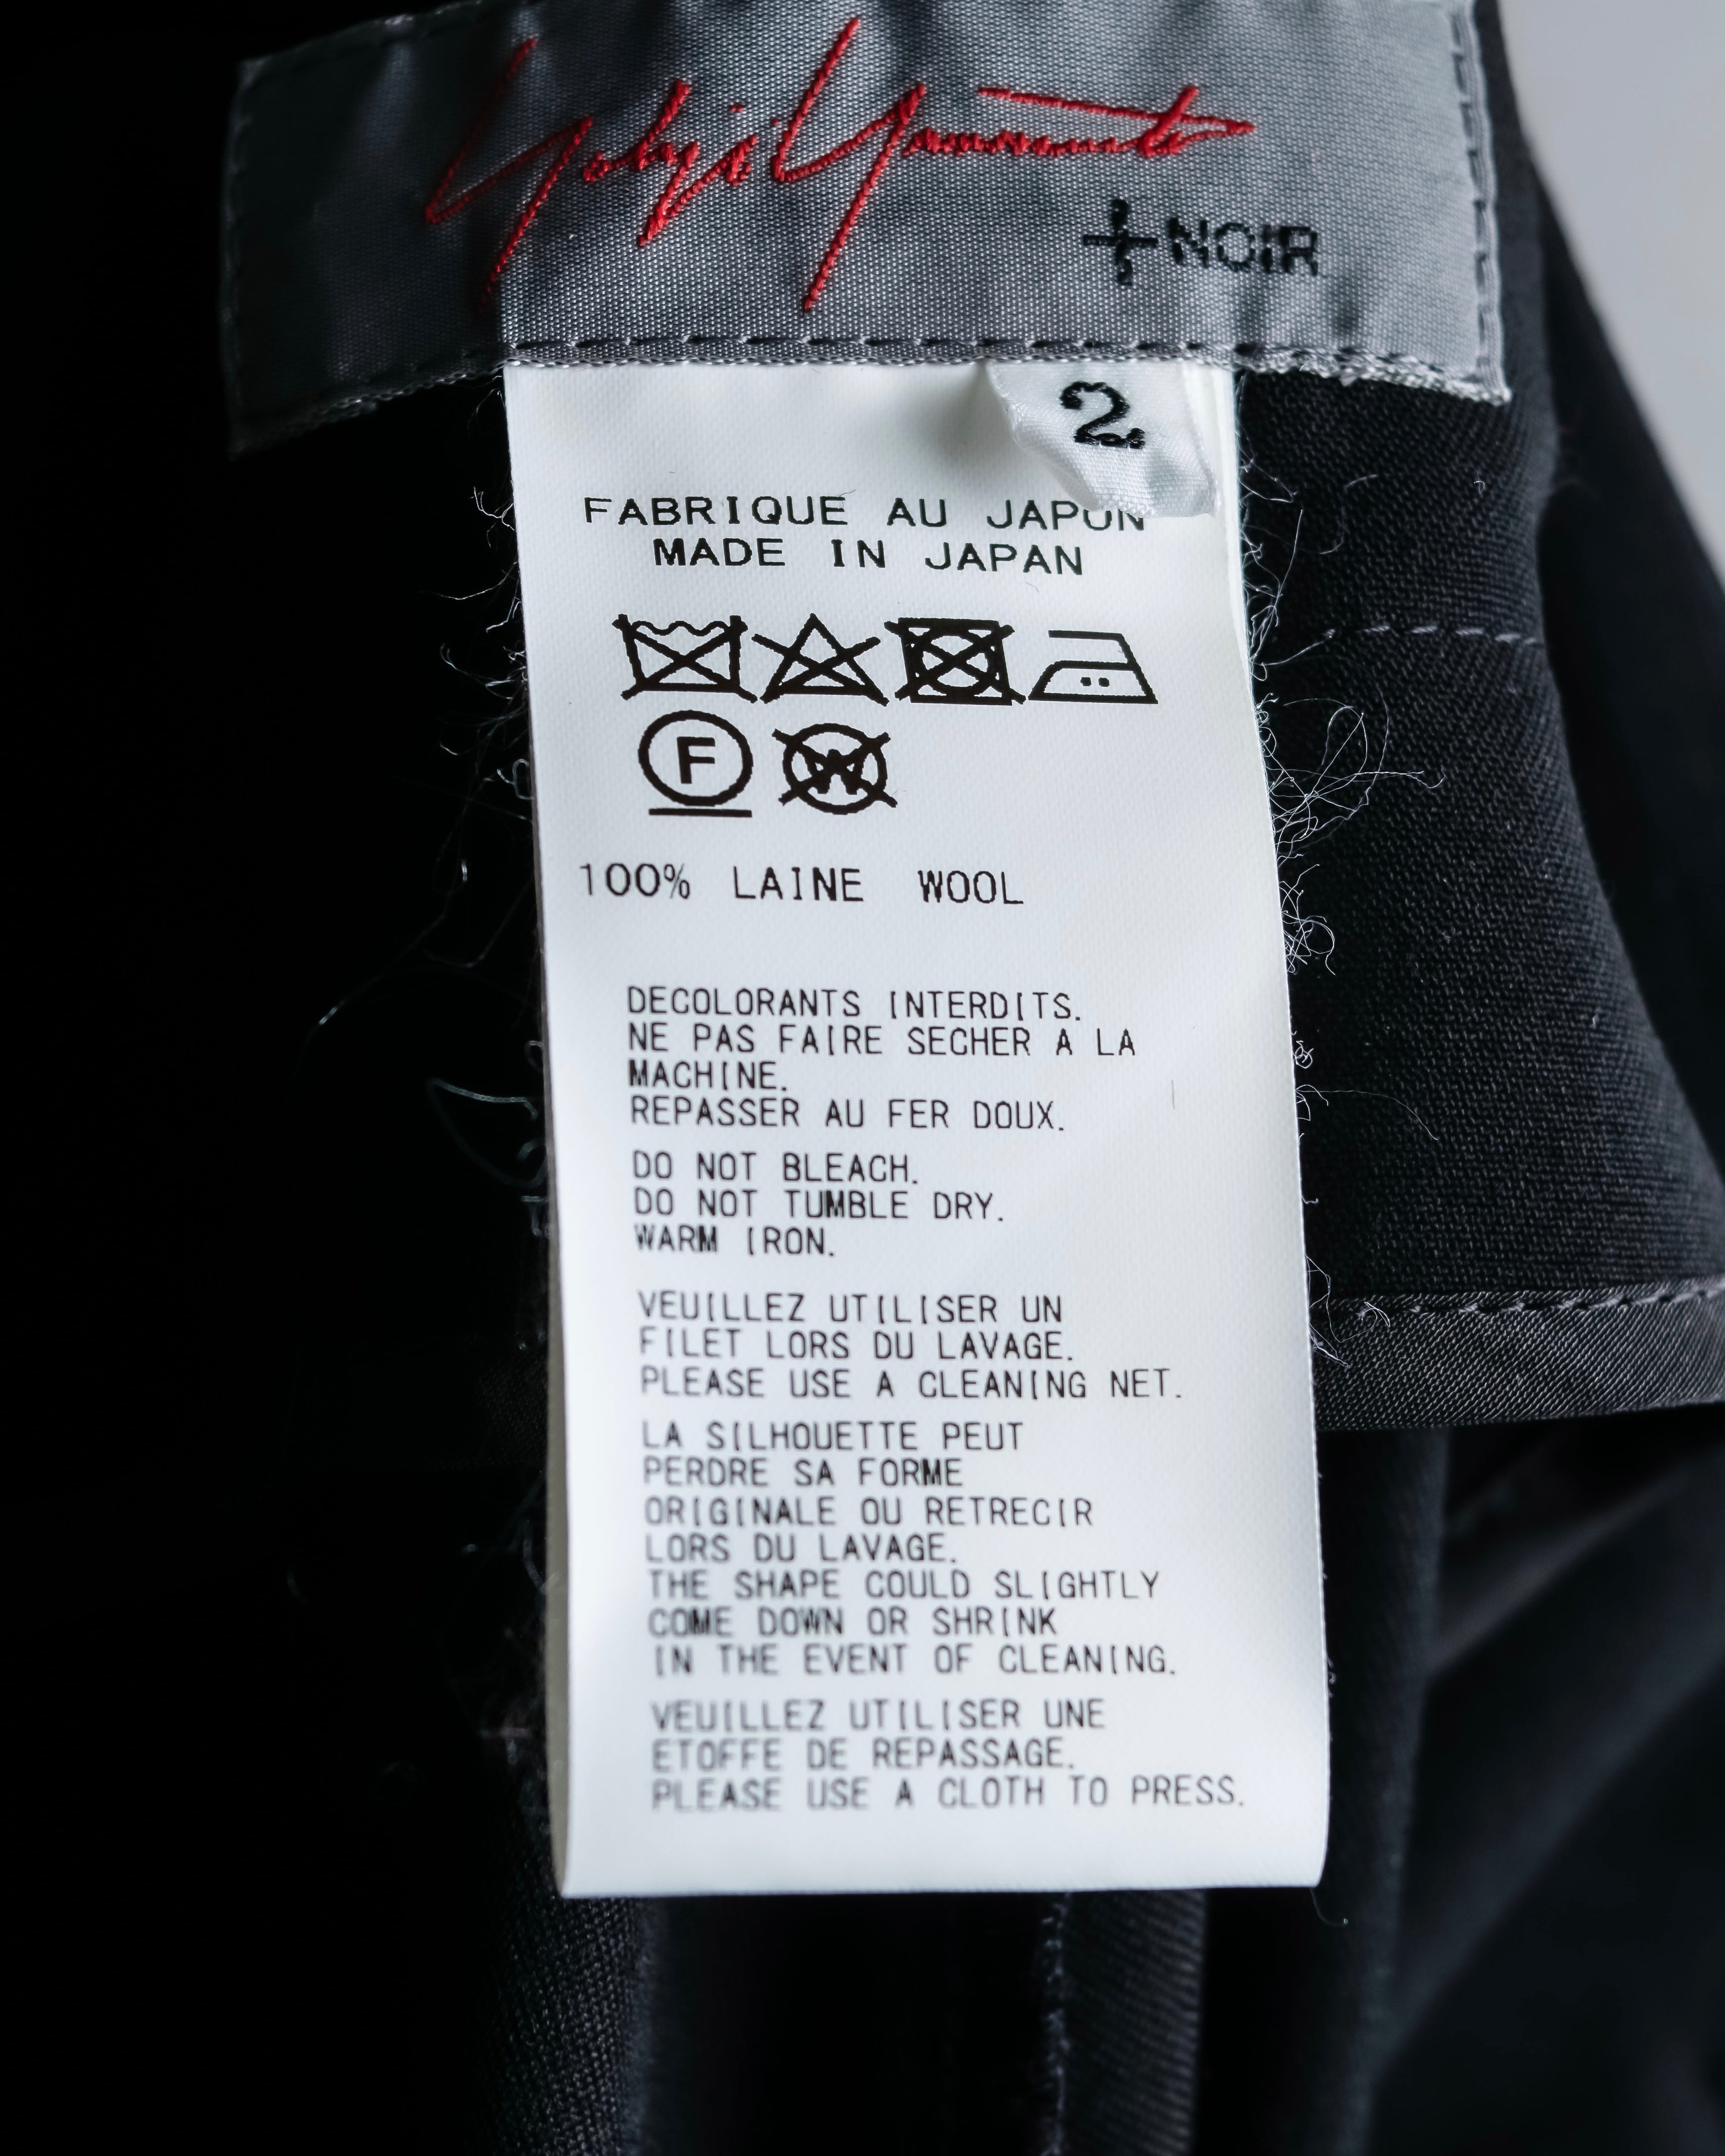 Yohji Yamamoto
+NOIR
2
FABRIQUE AU JAPON
MADE IN JAPAN
F
W
100% LAINE WOOL
DECOLORANTS INTERDITS.
NE PAS FAIRE SECHER A LA
MACHINE.
REPASSER AU FER DOUX.
DO NOT BLEACH.
DO NOT TUMBLE DRY.
WARM IRON.
VEUILLEZ UTILISER UN
FILET LORS DU LAVAGE.
PLEASE USE A CLEANING NET.
LA SILHOUETTE PEUT
PERDRE SA FORME
ORIGINALE OU RETRECIR
LORS DU LAVAGE.
THE SHAPE COULD SLIGHTLY
COME DOWN OR SHRINK
IN THE EVENT OF CLEANING.
VEUILLEZ UTILISER UNE
ETOFFE DE REPASSAGE.
PLEASE USE A CLOTH TO PRESS.